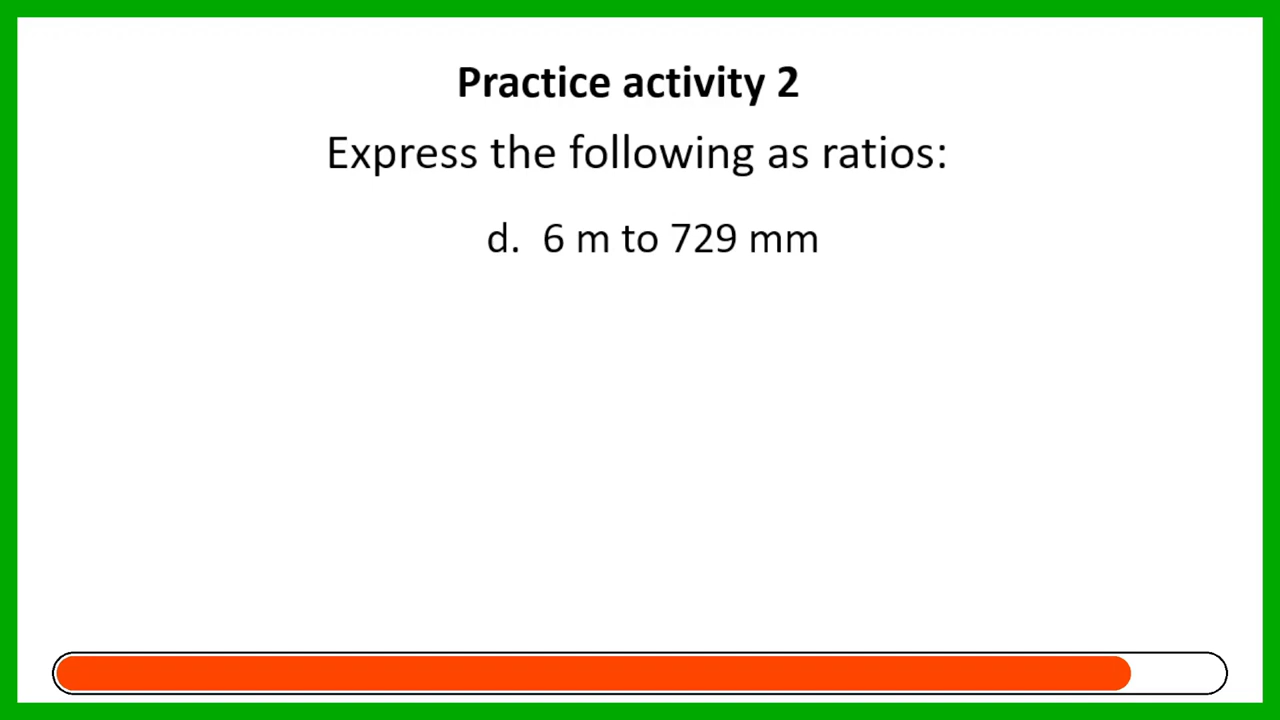 Practice activity 2
Express the following as ratios:
d. 6 m to 729 mm